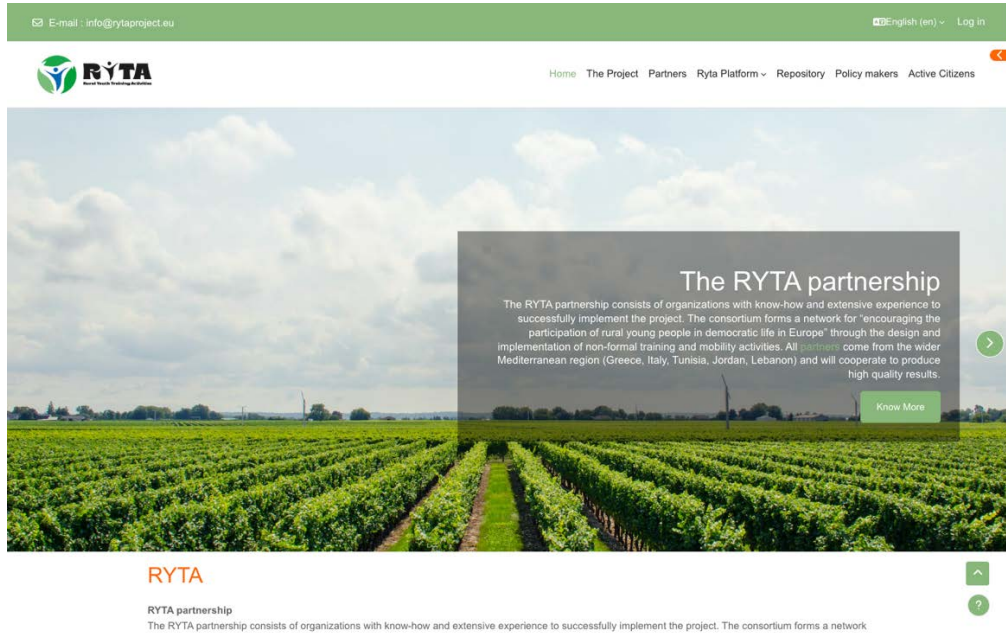 E-mail : info@rytaproject.eu
English (en)
Log in
RYTA
Rural Youth Training Activities
Home
The Project
Partners
Ryta Platform
Repository
Policy makers
Active Citizens
The RYTA partnership
The RYTA partnership consists of organizations with know-how and extensive experience to
successfully implement the project. The consortium forms a network for “encouraging the
participation of rural young people in democratic life in Europe” through the design and
implementation of non-formal training and mobility activities. All partners come from the wider
Mediterranean region (Greece, Italy, Tunisia, Jordan, Lebanon) and will cooperate to produce
high quality results.
Know More
RYTA
?
RYTA partnership
The RYTA partnership consists of organizations with know-how and extensive experience to successfully implement the project. The consortium forms a network